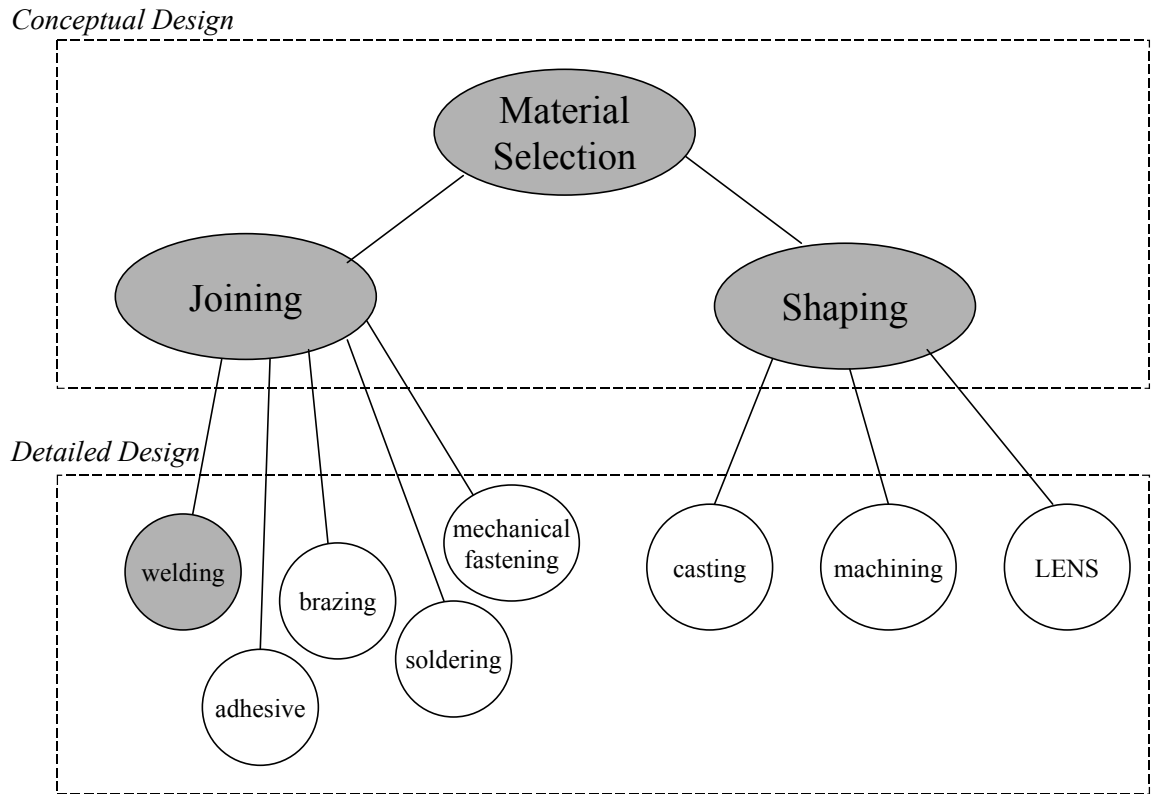 Conceptual Design
Material
Selection
Joining
Shaping
Detailed Design
welding
adhesive
brazing
soldering
mechanical
fastening
casting
machining
LENS